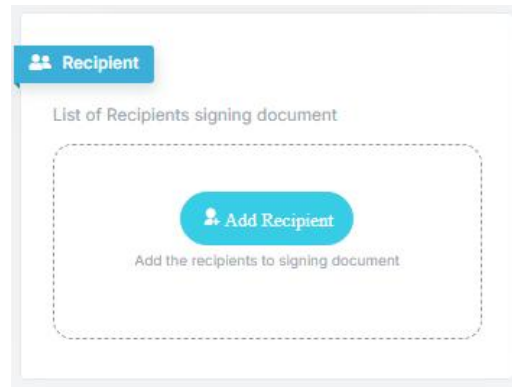 Recipient
List of Recipients signing document
Add Recipient
Add the recipients to signing document